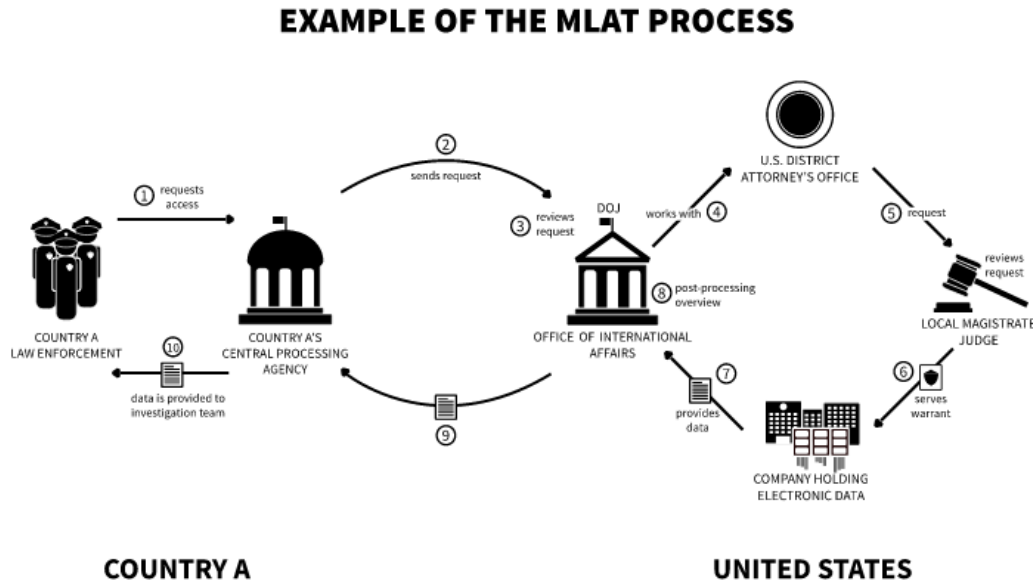 EXAMPLE OF THE MLAT PROCESS
1 requests
access
2
sends request
3 reviews
request
DOJ
works with 4
U.S. DISTRICT
ATTORNEY'S OFFICE
5 request
reviews
request
LOCAL MAGISTRATE
JUDGE
6
serves
warrant
COMPANY HOLDING
ELECTRONIC DATA
7
provides
data
8 post-processing
overview
OFFICE OF INTERNATIONAL
AFFAIRS
9
COUNTRY A'S
CENTRAL PROCESSING
AGENCY
10
data is provided to
investigation team
COUNTRY A
LAW ENFORCEMENT
COUNTRY A
UNITED STATES